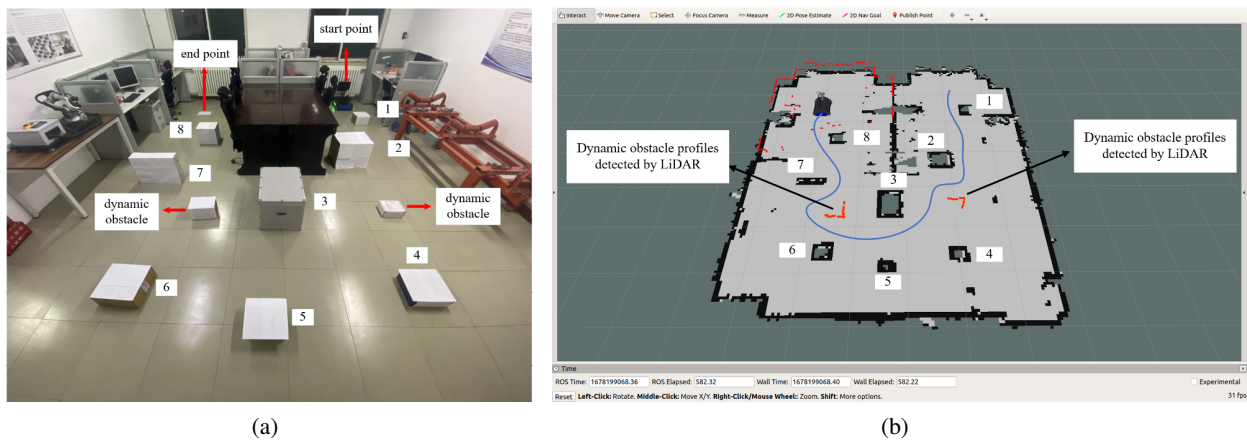 start point
end point
1
8
2
7
3
dynamic
obstacle
dynamic
obstacle
4
6
5
(a)
Interact Move Camera Select Focus Camera Measure 2D Pose Estimate 2D Nav Goal Publish Point
1
8
2
Dynamic obstacle profiles
detected by LiDAR
Dynamic obstacle profiles
detected by LiDAR
7
3
6
4
5
Time
ROS Time: 1678199068.36 ROS Elapsed: 582.32 Wall Time: 1678199068.40 Wall Elapsed: 582.22 Experimental
Reset Left-Click: Rotate. Middle-Click: Move X/Y. Right-Click/Mouse Wheel: Zoom. Shift: More options. 31 fps
(b)